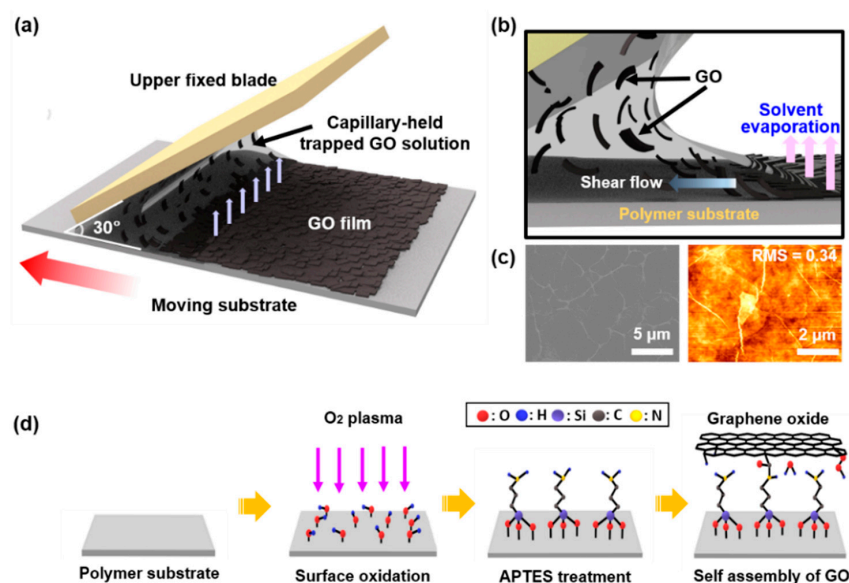 (a)
Upper fixed blade
Capillary-held
trapped GO solution
30°
GO film
Moving substrate
(b)
GO
Solvent
evaporation
Shear flow
Polymer substrate
(c)
5 μm
RMS = 0.34
2 μm
(d)
O2 plasma
: O : H : Si : C : N
Graphene oxide
Polymer substrate
Surface oxidation
APTES treatment
Self assembly of GO